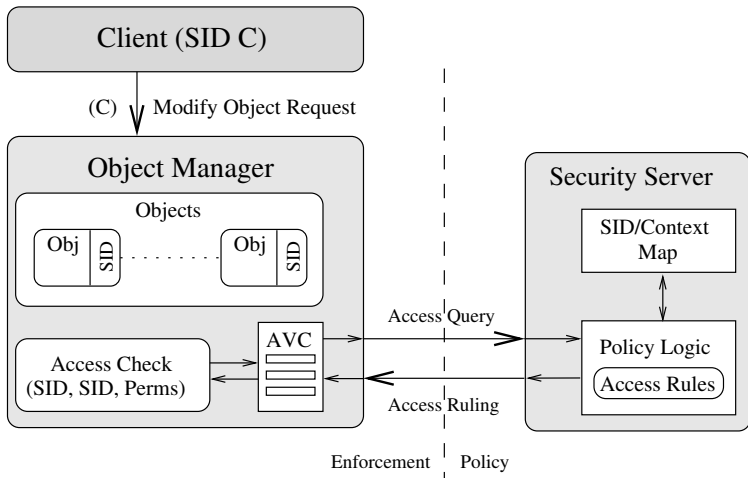 Client (SID C)
(C) Modify Object Request
Object Manager
Objects
Obj SID
Obj SID
Access Check
(SID, SID, Perms)
AVC
Access Query
Access Ruling
Security Server
SID/Context
Map
Policy Logic
Access Rules
Enforcement
Policy